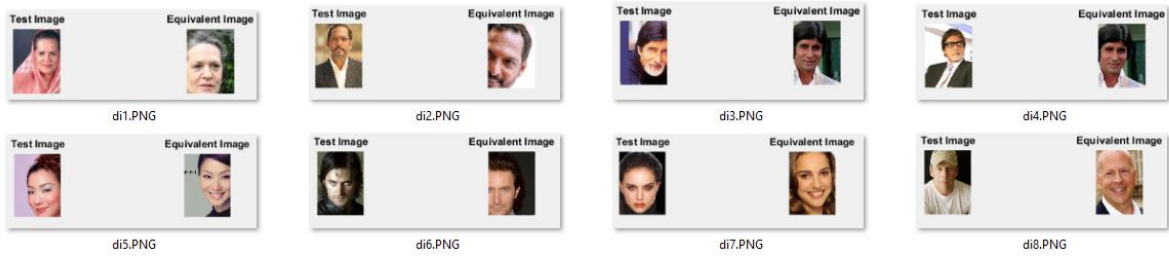 Test Image Equivalent Image Test Image Equivalent Image Test Image Equivalent Image Test Image Equivalent Image
di1.PNG di2.PNG di3.PNG di4.PNG
Test Image Equivalent Image Test Image Equivalent Image Test Image Equivalent Image Test Image Equivalent Image
di5.PNG di6.PNG di7.PNG di8.PNG